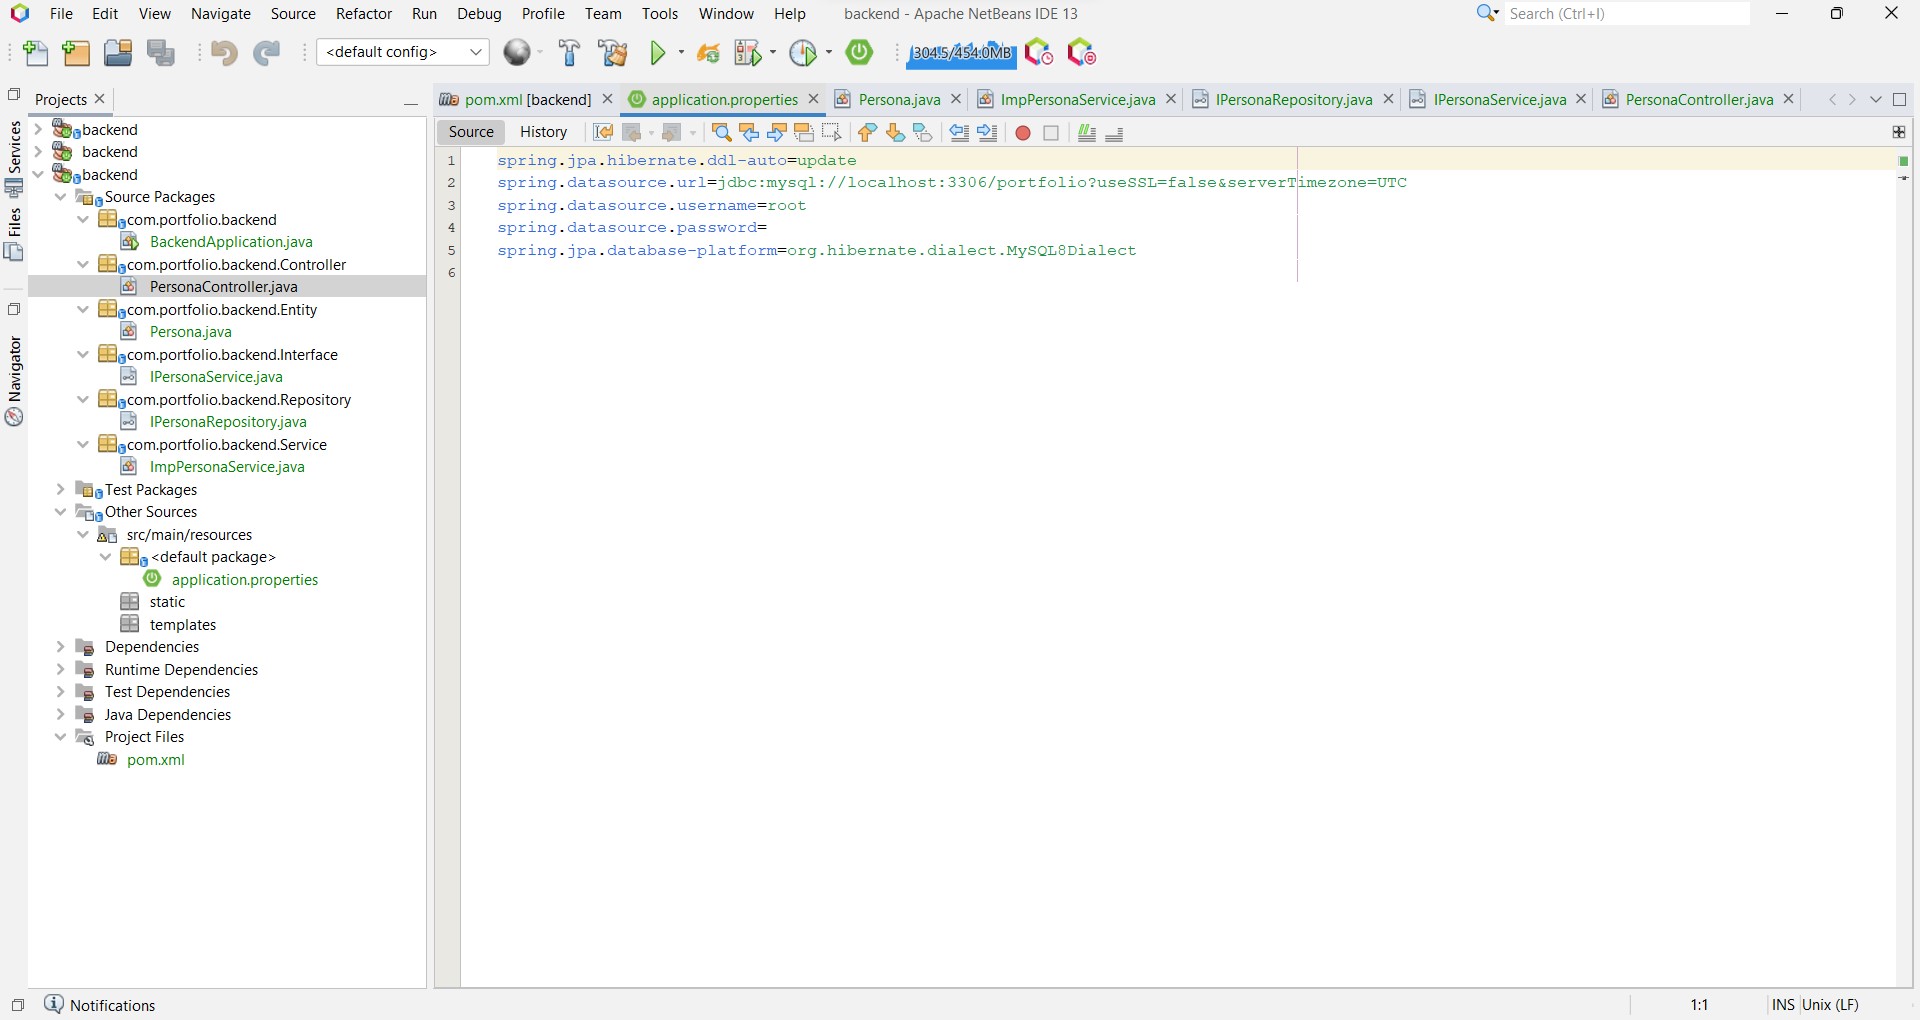 File Edit View Navigate Source Refactor Run Debug Profile Team Tools Window Help backend - Apache NetBeans IDE 13 Search (Ctrl+I)
<default config> 304.5/454.0MB
Projects
pom.xml [backend] application.properties Persona.java ImpPersonaService.java IPersonaRepository.java IPersonaService.java PersonaController.java
Source History
Services
Files
Navigator
backend
backend
backend
Source Packages
com.portfolio.backend
BackendApplication.java
com.portfolio.backend.Controller
PersonaController.java
com.portfolio.backend.Entity
Persona.java
com.portfolio.backend.Interface
IPersonaService.java
com.portfolio.backend.Repository
IPersonaRepository.java
com.portfolio.backend.Service
ImpPersonaService.java
Test Packages
Other Sources
src/main/resources
<default package>
application.properties
static
templates
Dependencies
Runtime Dependencies
Test Dependencies
Java Dependencies
Project Files
pom.xml
1 spring.jpa.hibernate.ddl-auto=update
2 spring.datasource.url=jdbc:mysql://localhost:3306/portfolio?useSSL=false&serverTimezone=UTC
3 spring.datasource.username=root
4 spring.datasource.password=
5 spring.jpa.database-platform=org.hibernate.dialect.MySQL8Dialect
6
Notifications 1:1 INS Unix (LF)